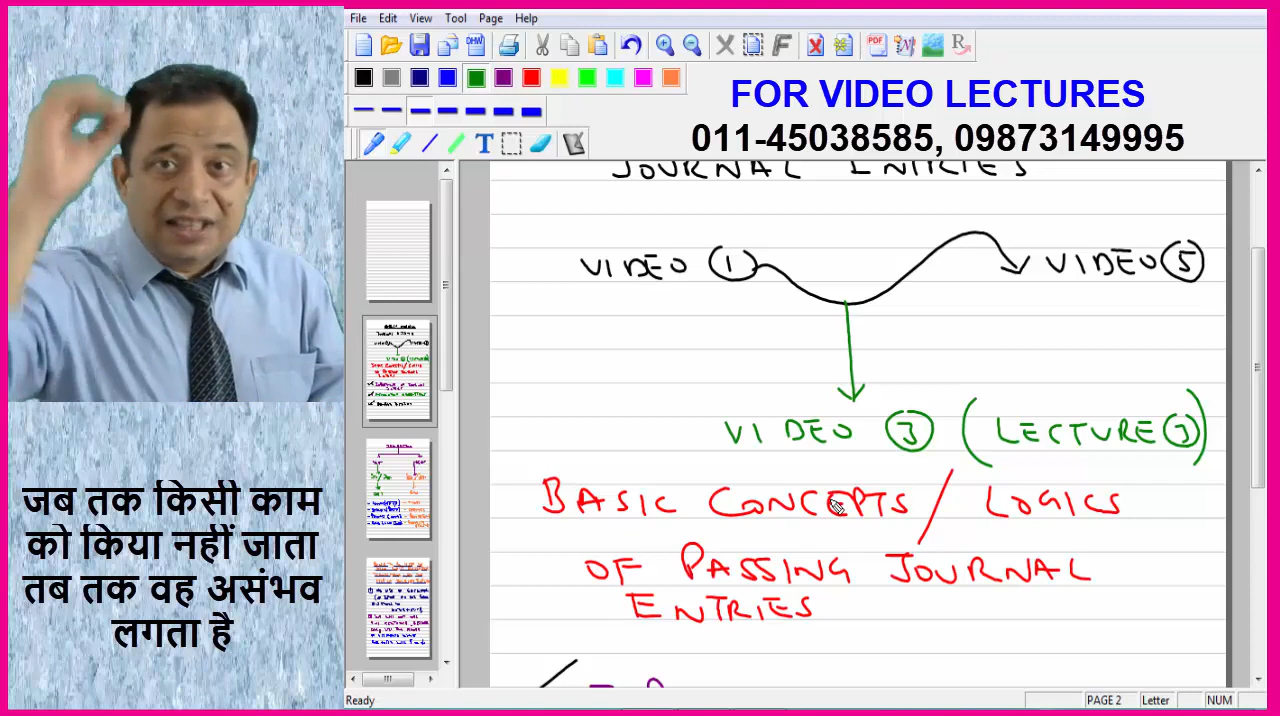 File Edit View Tool Page Help
FOR VIDEO LECTURES
011-45038585, 09873149995
JOURNAL ENTRIES
VIDEO 1 VIDEO 5
VIDEO 3 (LECTURE 3)
BASIC CONCEPTS / LOGICS
OF PASSING JOURNAL
ENTRIES
जब तक किसी काम
को किया नहीं जाता
तब तक वह असंभव
लगता है
Ready PAGE 2 Letter NUM